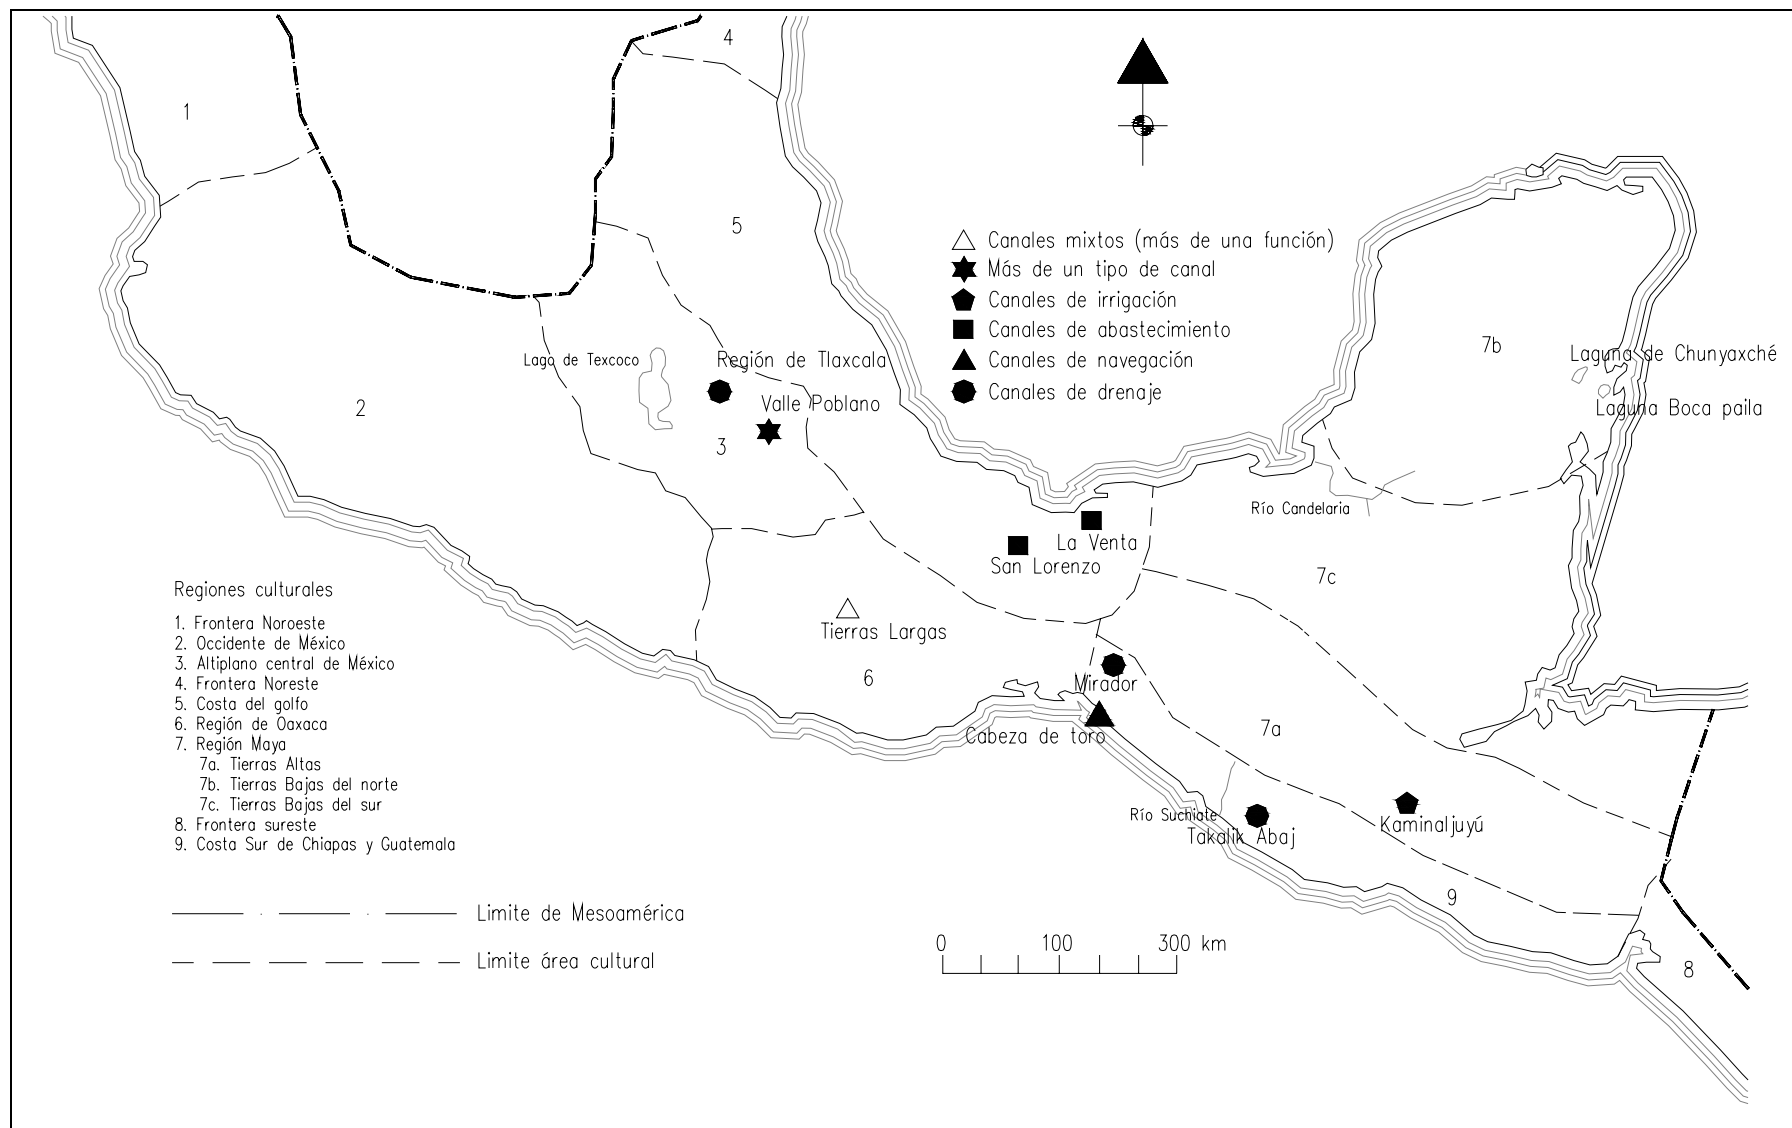 4
1
5
Canales mixtos (más de una función)
Más de un tipo de canal
Canales de irrigación
Canales de abastecimiento
Canales de navegación
Canales de drenaje
7b
Laguna de Chunyaxché
Laguna Boca paila
Lago de Texcoco
Región de Tlaxcala
Valle Poblano
2
3
Río Candelaria
La Venta
San Lorenzo
7c
Tierras Largas
6
Mirador
Cabeza de toro
7a
Río Suchiate
Takalik Abaj
Kaminaljuyú
9
8
Regiones culturales
1. Frontera Noroeste
2. Occidente de México
3. Altiplano central de México
4. Frontera Noreste
5. Costa del golfo
6. Región de Oaxaca
7. Región Maya
7a. Tierras Altas
7b. Tierras Bajas del norte
7c. Tierras Bajas del sur
8. Frontera sureste
9. Costa Sur de Chiapas y Guatemala
Limite de Mesoamérica
Limite área cultural
0 100 300 km